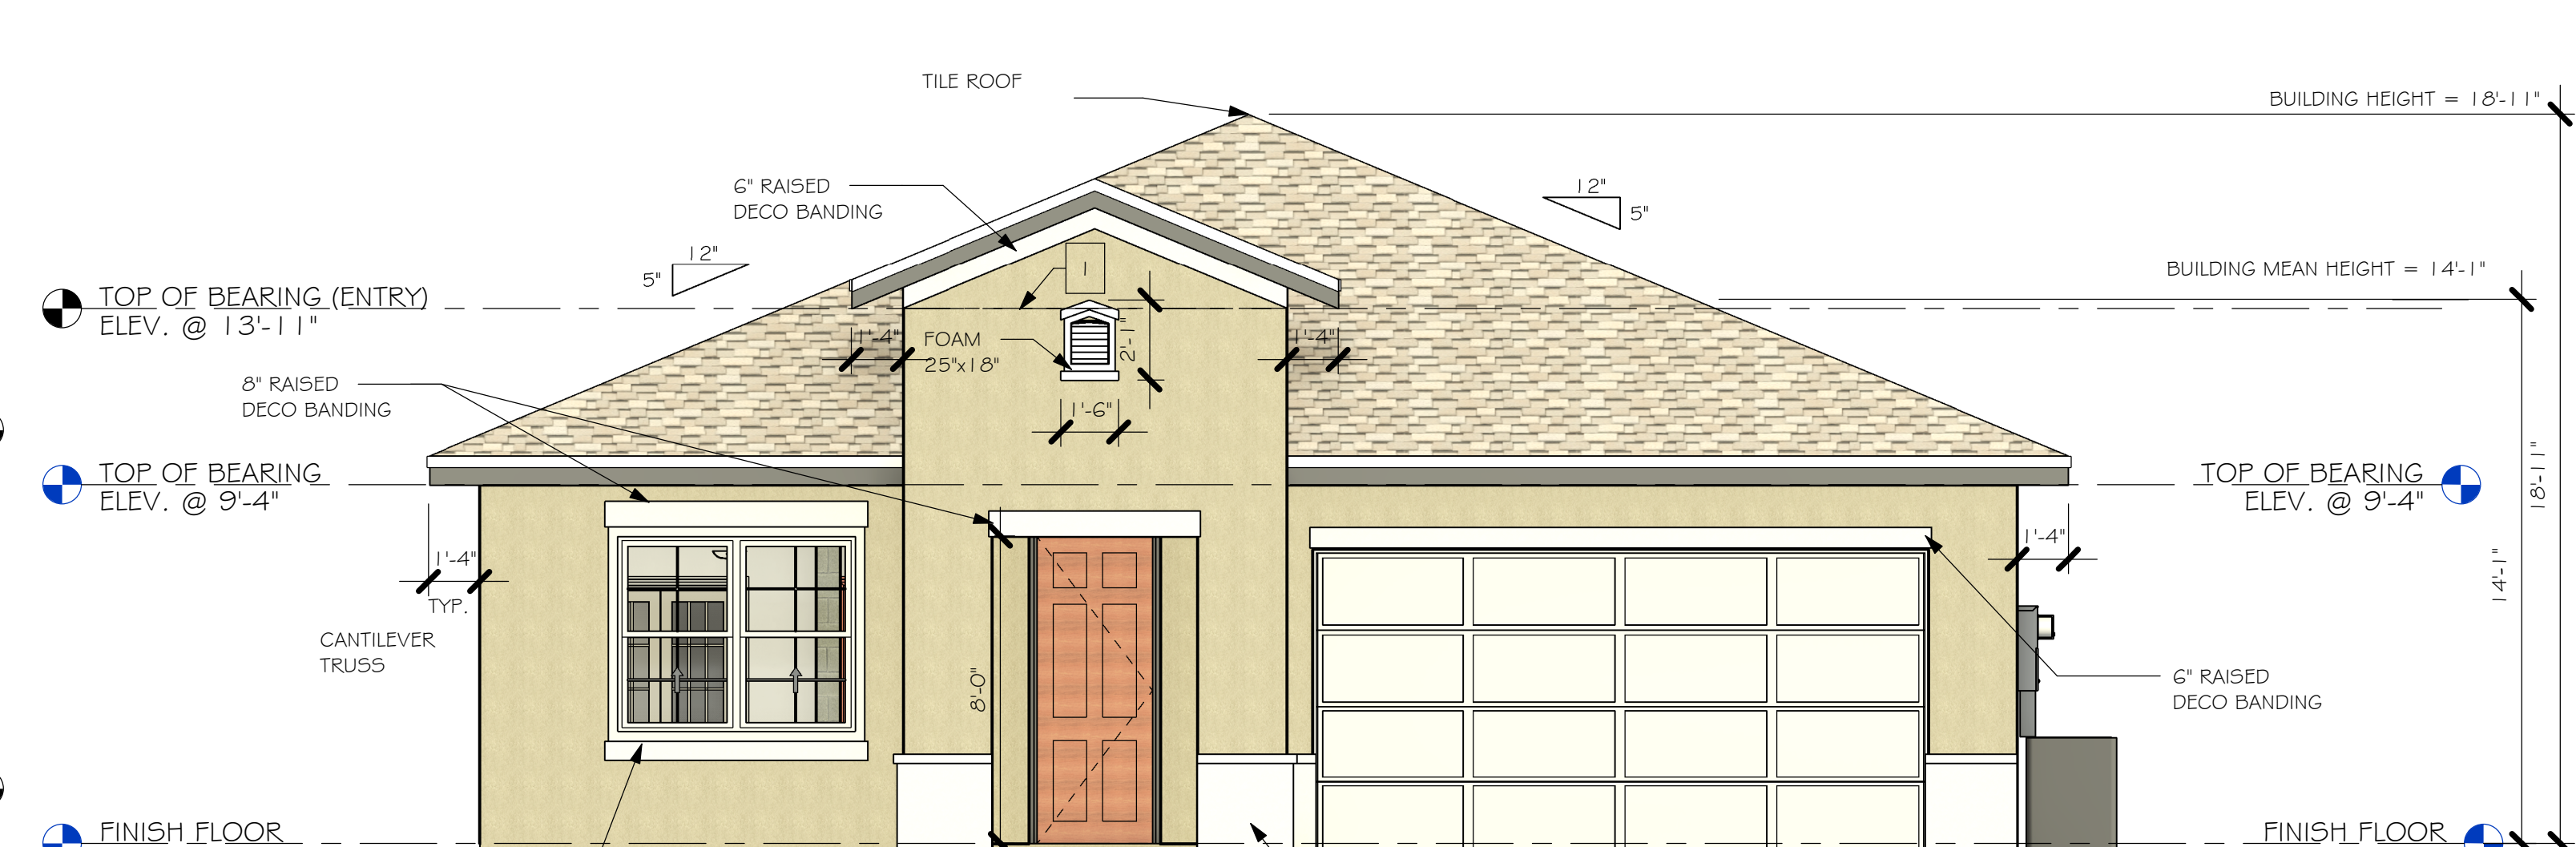 TILE ROOF
BUILDING HEIGHT = 18'-11"
6" RAISED
DECO BANDING
12"
5"
12"
5"
BUILDING MEAN HEIGHT = 14'-1"
1
TOP OF BEARING (ENTRY)
ELEV. @ 13'-11"
1'-4"
FOAM
25"x18"
2'-1"
1'-4"
8" RAISED
DECO BANDING
1'-6"
TOP OF BEARING
ELEV. @ 9'-4"
TOP OF BEARING
ELEV. @ 9'-4"
18'-11"
1'-4"
TYP.
1'-4"
14'-1"
CANTILEVER
TRUSS
8'-0"
6" RAISED
DECO BANDING
FINISH FLOOR
FINISH FLOOR